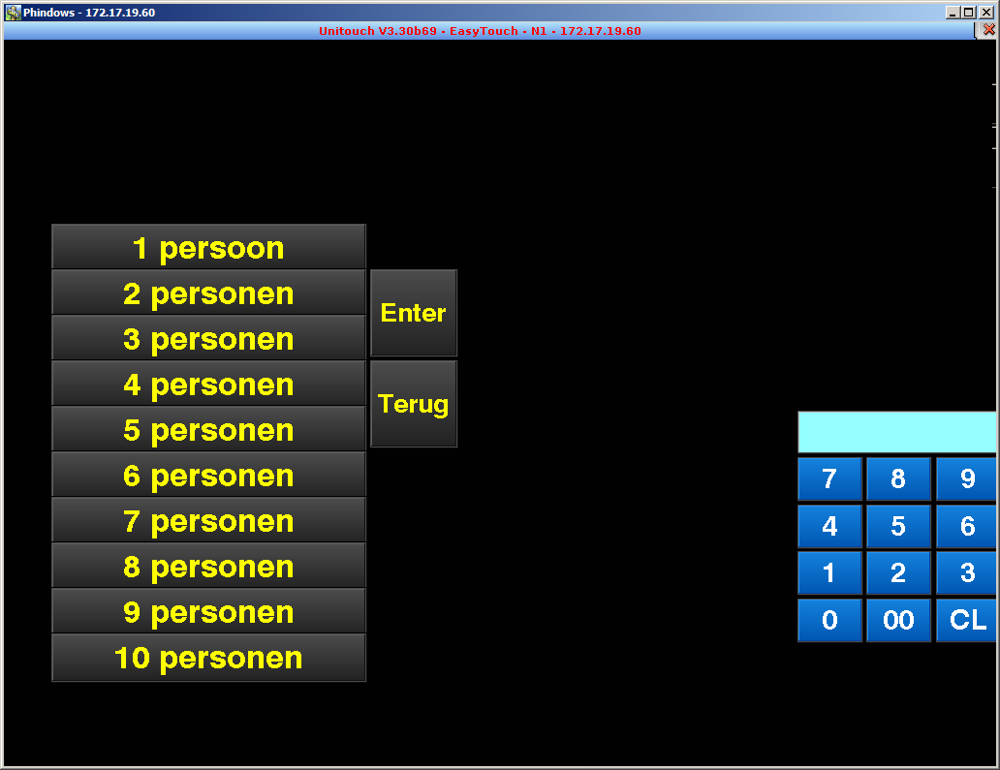 Phindows - 172.17.19.60
Unitouch V3.30b69 - EasyTouch - N1 - 172.17.19.60
1 persoon
2 personen
3 personen
4 personen
5 personen
6 personen
7 personen
8 personen
9 personen
10 personen
Enter
Terug
7 8 9
4 5 6
1 2 3
0 00 CL